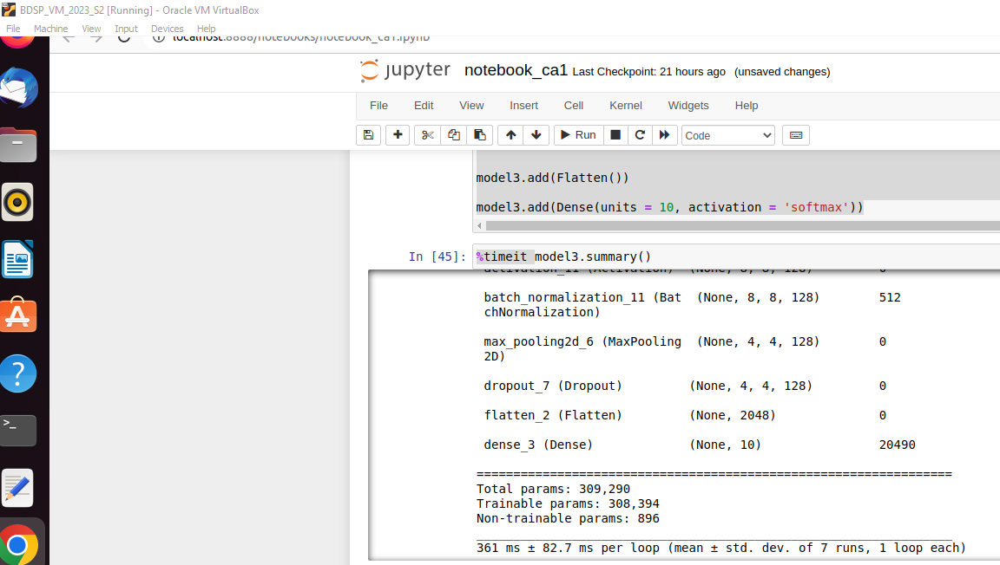 BDSP_VM_2023_S2 [Running] - Oracle VM VirtualBox
File Machine View Input Devices Help
localhost:8888/notebooks/notebook_ca1.ipynb
jupyter notebook_ca1 Last Checkpoint: 21 hours ago (unsaved changes)
File Edit View Insert Cell Kernel Widgets Help
Run Code
model3.add(Flatten())
model3.add(Dense(units = 10, activation = 'softmax'))
In [45]: %timeit model3.summary()
activation_11 (Activation) (None, 8, 8, 128) 0
batch_normalization_11 (Bat (None, 8, 8, 128) 512
chNormalization)
max_pooling2d_6 (MaxPooling (None, 4, 4, 128) 0
2D)
dropout_7 (Dropout) (None, 4, 4, 128) 0
flatten_2 (Flatten) (None, 2048) 0
dense_3 (Dense) (None, 10) 20490
=================================================================
Total params: 309,290
Trainable params: 308,394
Non-trainable params: 896
_________________________________________________________________
361 ms ± 82.7 ms per loop (mean ± std. dev. of 7 runs, 1 loop each)